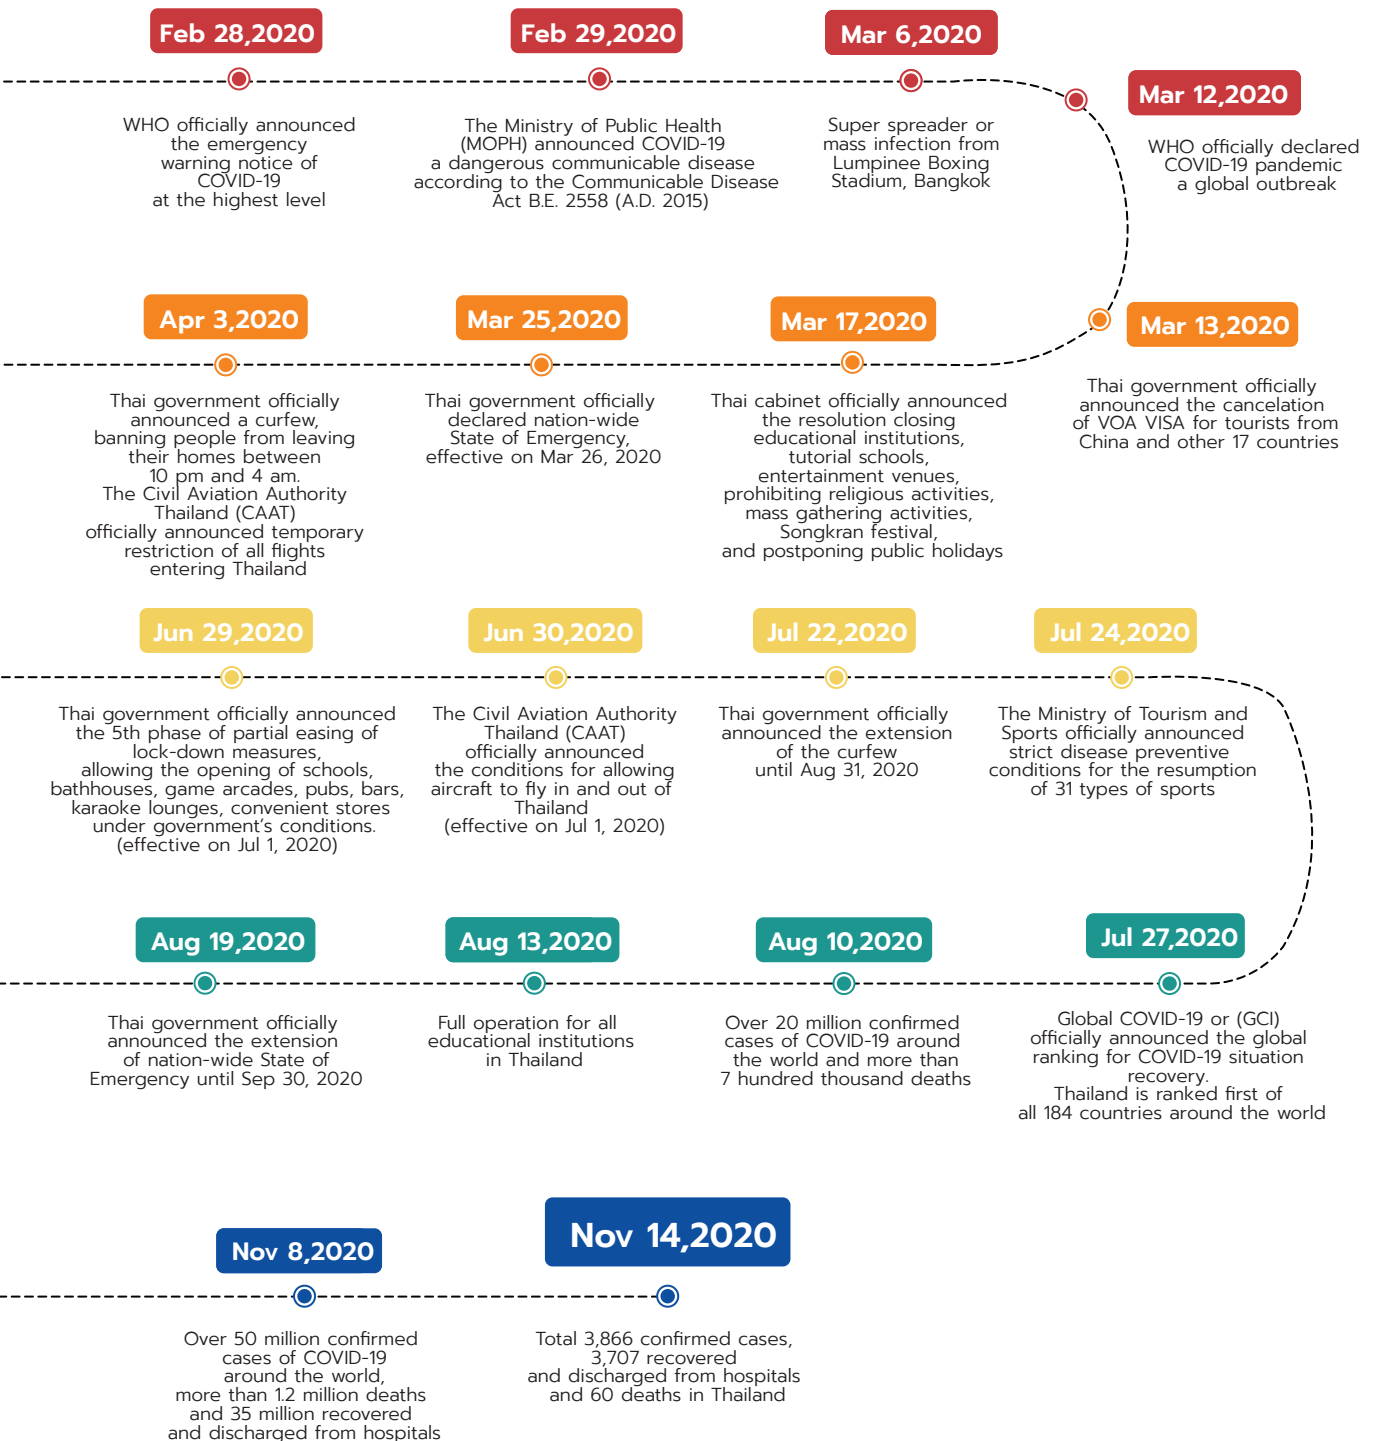 Feb 28,2020
WHO officially announced
the emergency
warning notice of
COVID-19
at the highest level
Feb 29,2020
The Ministry of Public Health
(MOPH) announced COVID-19
a dangerous communicable disease
according to the Communicable Disease
Act B.E. 2558 (A.D. 2015)
Mar 6,2020
Super spreader or
mass infection from
Lumpinee Boxing
Stadium, Bangkok
Mar 12,2020
WHO officially declared
COVID-19 pandemic
a global outbreak
Mar 13,2020
Thai government officially
announced the cancelation
of VOA VISA for tourists from
China and other 17 countries
Mar 17,2020
Thai cabinet officially announced
the resolution closing
educational institutions,
tutorial schools,
entertainment venues,
prohibiting religious activities,
mass gathering activities,
Songkran festival,
and postponing public holidays
Mar 25,2020
Thai government officially
declared nation-wide
State of Emergency,
effective on Mar 26, 2020
Apr 3,2020
Thai government officially
announced a curfew,
banning people from leaving
their homes between
10 pm and 4 am.
The Civil Aviation Authority
Thailand (CAAT)
officially announced temporary
restriction of all flights
entering Thailand
Jun 29,2020
Thai government officially announced
the 5th phase of partial easing of
lock-down measures,
allowing the opening of schools,
bathhouses, game arcades, pubs, bars,
karaoke lounges, convenient stores
under government's conditions.
(effective on Jul 1, 2020)
Jun 30,2020
The Civil Aviation Authority
Thailand (CAAT)
officially announced
the conditions for allowing
aircraft to fly in and out of
Thailand
(effective on Jul 1, 2020)
Jul 22,2020
Thai government officially
announced the extension
of the curfew
until Aug 31, 2020
Jul 24,2020
The Ministry of Tourism and
Sports officially announced
strict disease preventive
conditions for the resumption
of 31 types of sports
Jul 27,2020
Global COVID-19 or (GCI)
officially announced the global
ranking for COVID-19 situation
recovery.
Thailand is ranked first of
all 184 countries around the world
Aug 10,2020
Over 20 million confirmed
cases of COVID-19 around
the world and more than
7 hundred thousand deaths
Aug 13,2020
Full operation for all
educational institutions
in Thailand
Aug 19,2020
Thai government officially
announced the extension
of nation-wide State of
Emergency until Sep 30, 2020
Nov 8,2020
Over 50 million confirmed
cases of COVID-19
around the world,
more than 1.2 million deaths
and 35 million recovered
and discharged from hospitals
Nov 14,2020
Total 3,866 confirmed cases,
3,707 recovered
and discharged from hospitals
and 60 deaths in Thailand